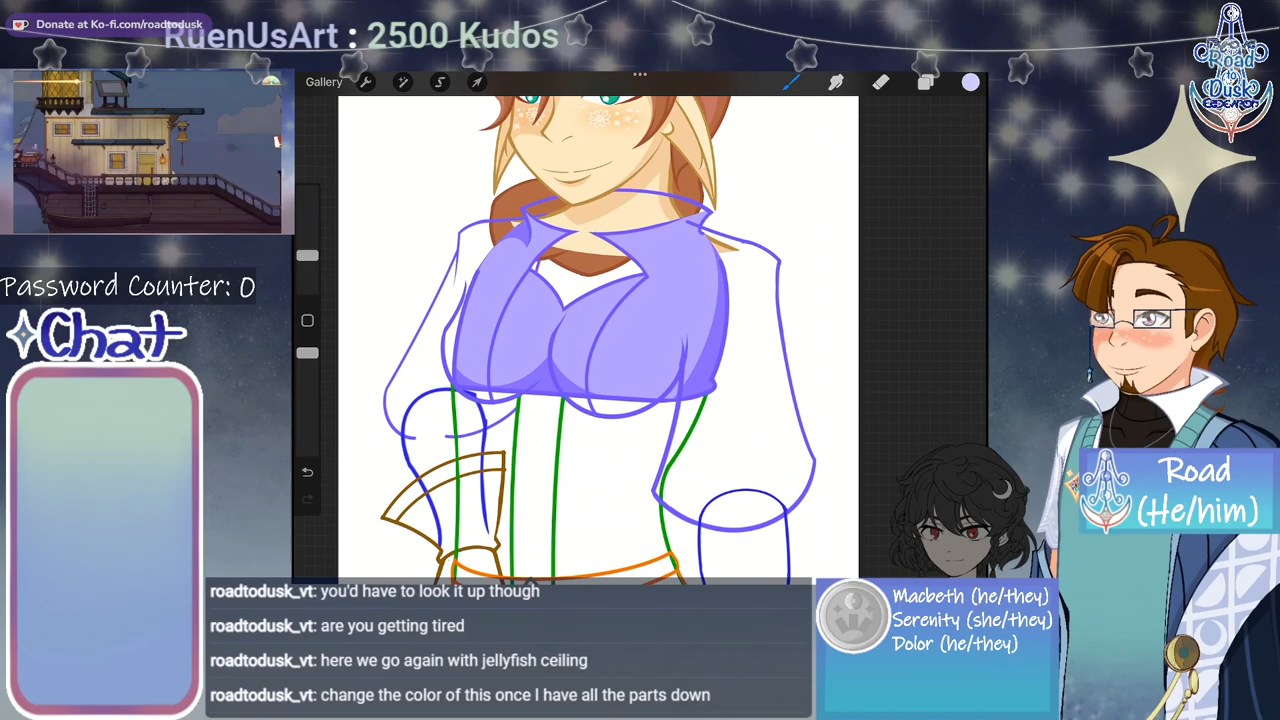 Donate at Ko-fi.com/roadtodusk
RuenUsArt : 2500 Kudos
Gallery
Road
to
Dusk
Password Counter: 0
Chat
Road
(He/him)
roadtodusk_vt: you'd have to look it up though
roadtodusk_vt: are you getting tired
roadtodusk_vt: here we go again with jellyfish ceiling
roadtodusk_vt: change the color of this once I have all the parts down
Macbeth (he/they)
Serenity (she/they)
Dolor (he/they)